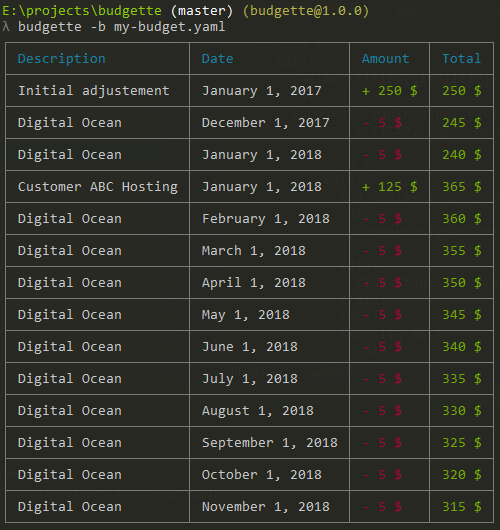 E:\projects\budgette (master) (budgette@1.0.0)
λ budgette -b my-budget.yaml
Description Date Amount Total
Initial adjustement January 1, 2017 + 250 $ 250 $
Digital Ocean December 1, 2017 - 5 $ 245 $
Digital Ocean January 1, 2018 - 5 $ 240 $
Customer ABC Hosting January 1, 2018 + 125 $ 365 $
Digital Ocean February 1, 2018 - 5 $ 360 $
Digital Ocean March 1, 2018 - 5 $ 355 $
Digital Ocean April 1, 2018 - 5 $ 350 $
Digital Ocean May 1, 2018 - 5 $ 345 $
Digital Ocean June 1, 2018 - 5 $ 340 $
Digital Ocean July 1, 2018 - 5 $ 335 $
Digital Ocean August 1, 2018 - 5 $ 330 $
Digital Ocean September 1, 2018 - 5 $ 325 $
Digital Ocean October 1, 2018 - 5 $ 320 $
Digital Ocean November 1, 2018 - 5 $ 315 $